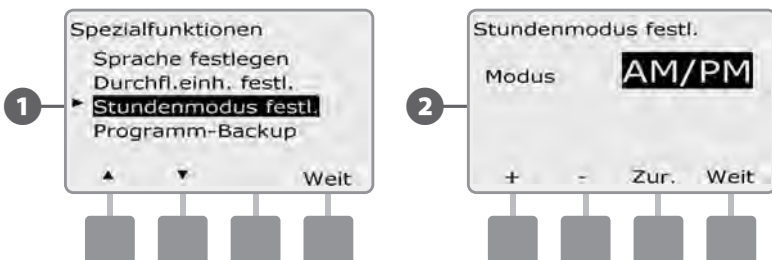 1
Spezialfunktionen
Sprache festlegen
Durchfl.einh. festl.
Stundenmodus festl.
Programm-Backup
Weit
2
Stundenmodus festl.
Modus AM/PM
+ - Zur. Weit